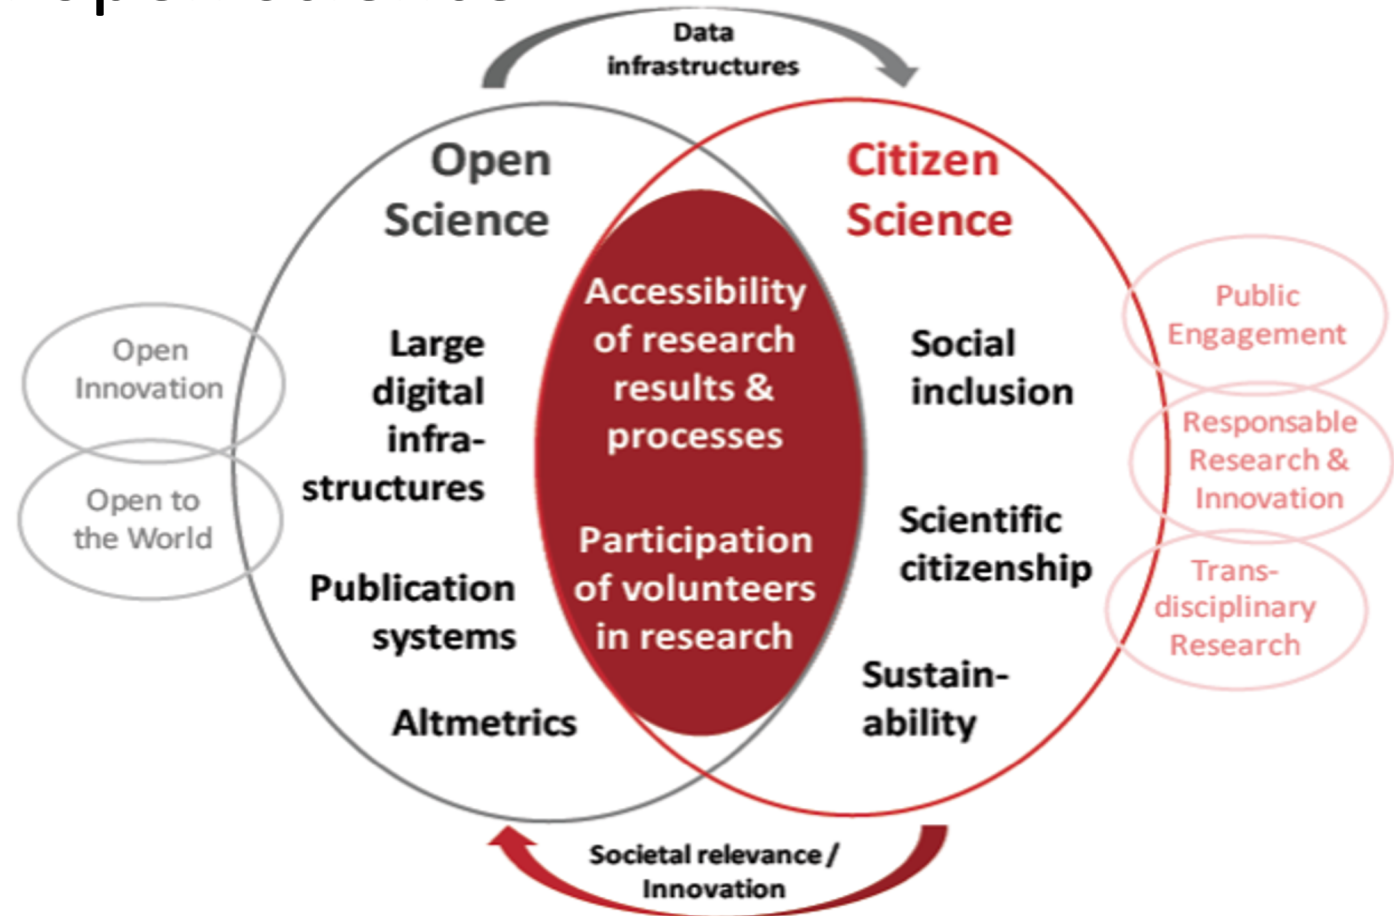 Data
infrastructures
Open
Science
Citizen
Science
Accessibility
of research
results &
processes
Participation
of volunteers
in research
Large
digital
infra-
structures
Publication
systems
Altmetrics
Social
inclusion
Scientific
citizenship
Sustain-
ability
Open
Innovation
Open to
the World
Public
Engagement
Responsable
Research &
Innovation
Trans-
disciplinary
Research
Societal relevance /
Innovation